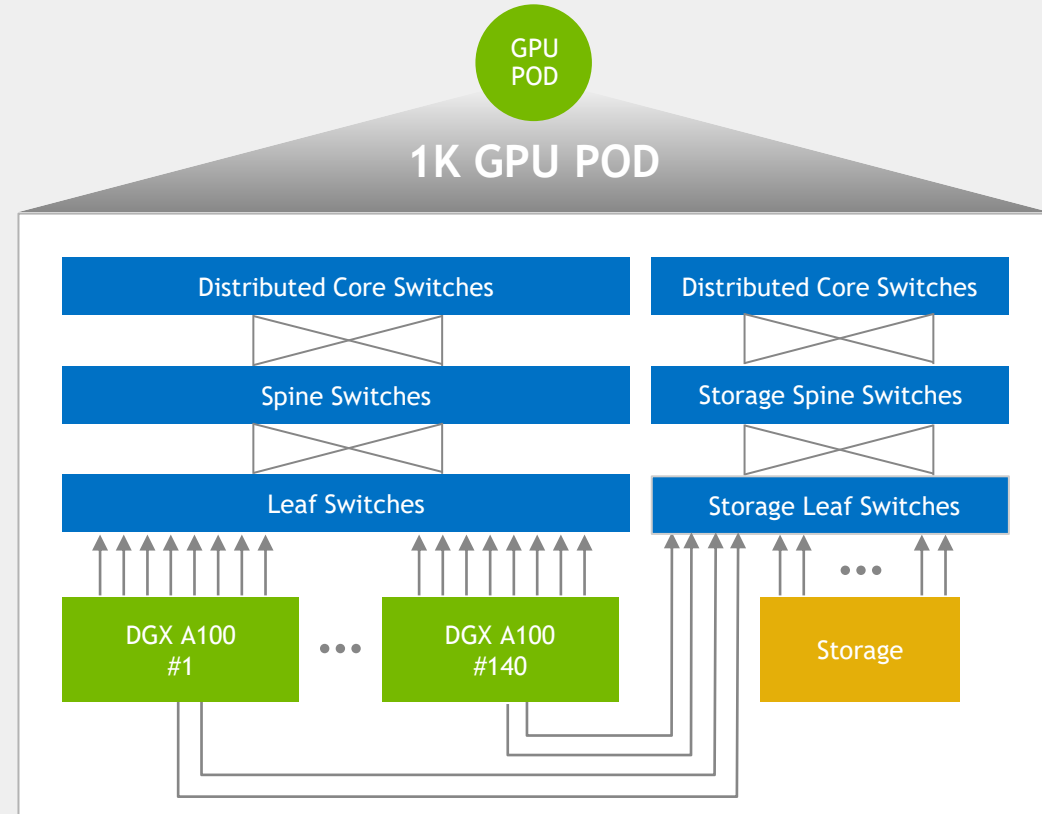 GPU
POD
1K GPU POD
Distributed Core Switches
Distributed Core Switches
Spine Switches
Storage Spine Switches
Leaf Switches
Storage Leaf Switches
DGX A100
#1
DGX A100
#140
Storage